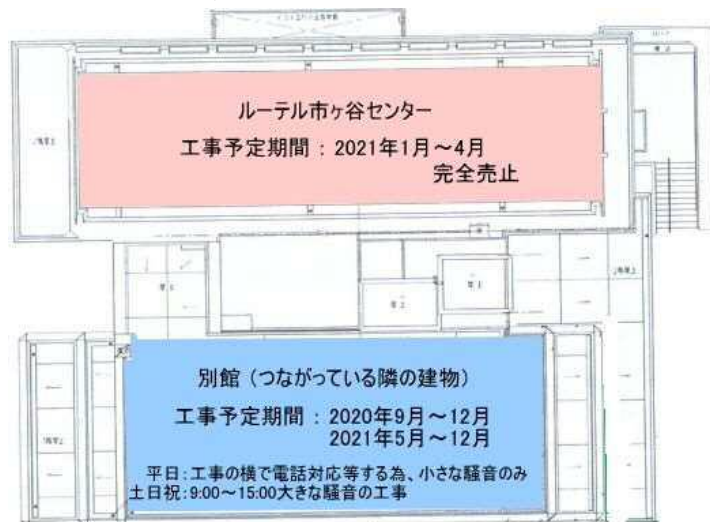 ルーテル市ヶ谷センター
工事予定期間 : 2021年1月～4月
完全売止
屋上
屋上
別館 (つながっている隣の建物)
工事予定期間 : 2020年9月～12月
2021年5月～12月
平日:工事の横で電話対応等する為、小さな騒音のみ
土日祝:9:00～15:00大きな騒音の工事